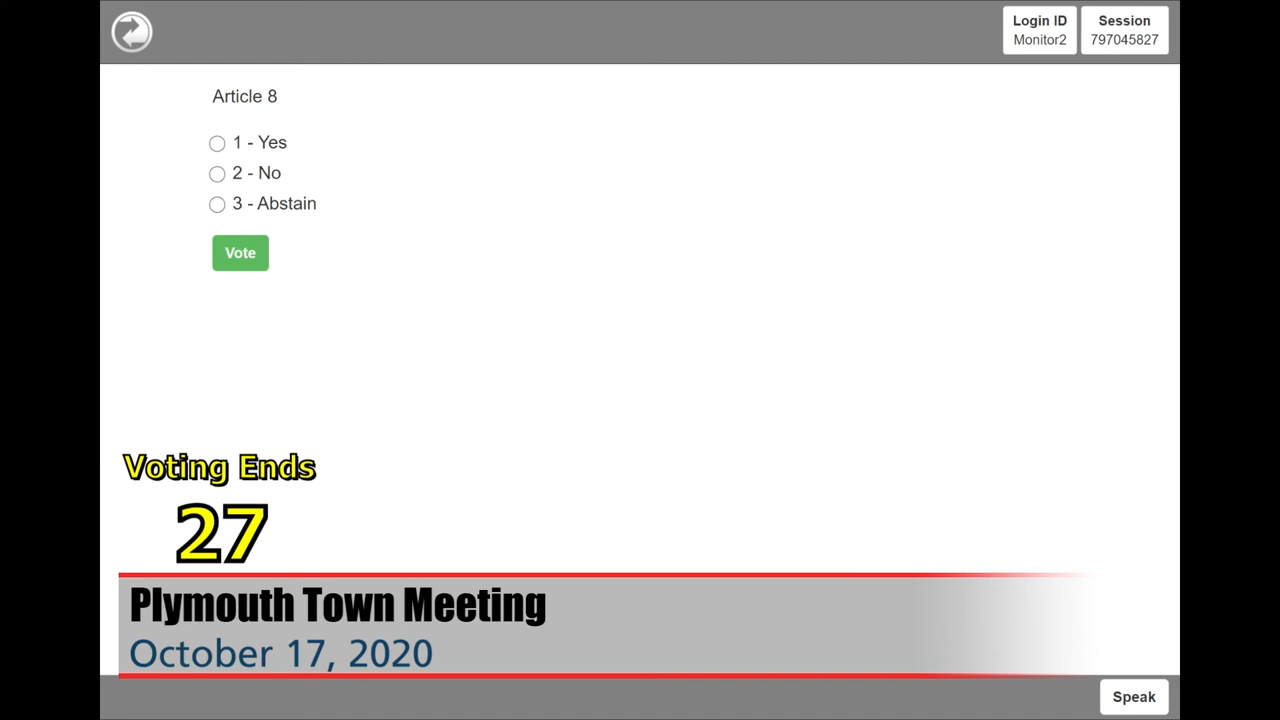 Login ID
Monitor2
Session
797045827
Article 8
1 - Yes
2 - No
3 - Abstain
Vote
Voting Ends
27
Plymouth Town Meeting
October 17, 2020
Speak